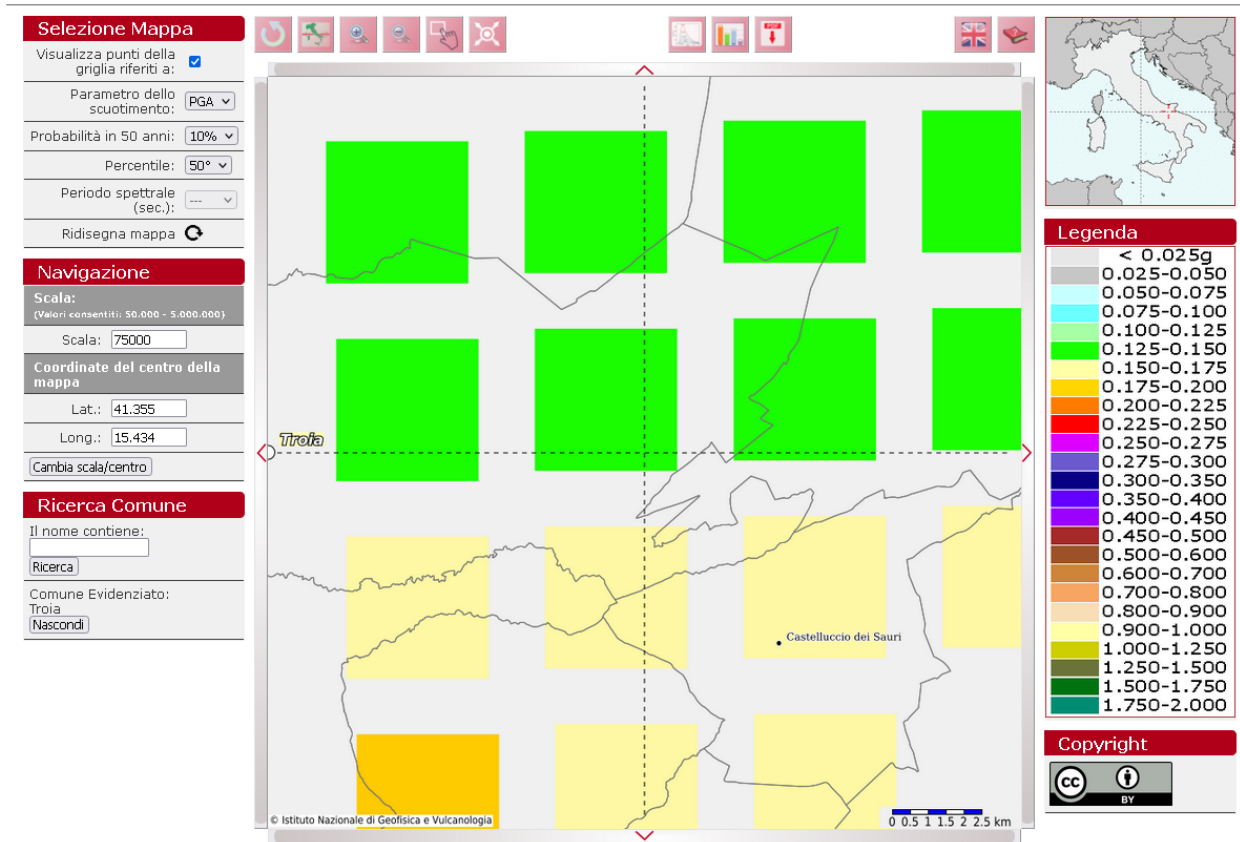 Selezione Mappa
Visualizza punti della
griglia riferiti a:
Parametro dello
scuotimento:
PGA
Probabilità in 50 anni:
10%
Percentile:
50°
Periodo spettrale
(sec.):
---
Ridisegna mappa
Navigazione
Scala:
(Valori consentiti: 50.000 - 5.000.000)
Scala:
75000
Coordinate del centro della
mappa
Lat.:
41.355
Long.:
15.434
Cambia scala/centro
Ricerca Comune
Il nome contiene:
Ricerca
Comune Evidenziato:
Troia
Nascondi
PDF
Troia
Castelluccio dei Sauri
© Istituto Nazionale di Geofisica e Vulcanologia
0 0.5 1 1.5 2 2.5 km
Legenda
< 0.025g
0.025-0.050
0.050-0.075
0.075-0.100
0.100-0.125
0.125-0.150
0.150-0.175
0.175-0.200
0.200-0.225
0.225-0.250
0.250-0.275
0.275-0.300
0.300-0.350
0.350-0.400
0.400-0.450
0.450-0.500
0.500-0.600
0.600-0.700
0.700-0.800
0.800-0.900
0.900-1.000
1.000-1.250
1.250-1.500
1.500-1.750
1.750-2.000
Copyright
cc
BY